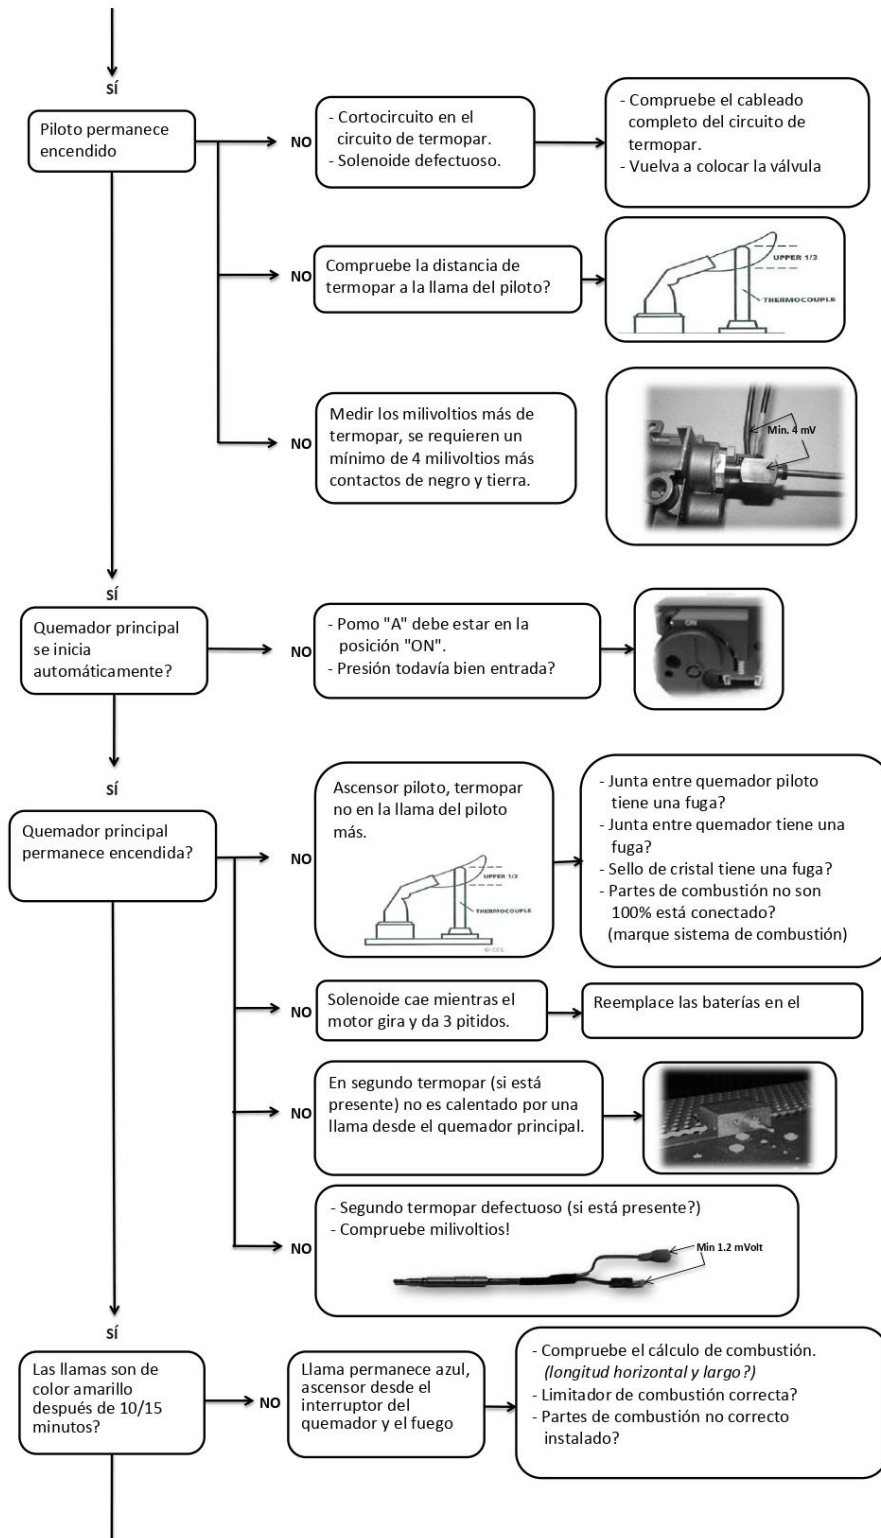 SÍ
Piloto permanece
encendido
NO
- Cortocircuito en el
circuito de termopar.
- Solenoide defectuoso.
- Compruebe el cableado
completo del circuito de
termopar.
- Vuelva a colocar la válvula
NO
Compruebe la distancia de
termopar a la llama del piloto?
UPPER 1/3
THERMOCOUPLE
NO
Medir los milivoltios más de
termopar, se requieren un
mínimo de 4 milivoltios más
contactos de negro y tierra.
Min. 4 mV
SÍ
Quemador principal
se inicia
automáticamente?
NO
- Pomo "A" debe estar en la
posición "ON".
- Presión todavía bien entrada?
ON
SÍ
Quemador principal
permanece encendida?
NO
Ascensor piloto, termopar
no en la llama del piloto
más.
UPPER 1/3
THERMOCOUPLE
- Junta entre quemador piloto
tiene una fuga?
- Junta entre quemador tiene una
fuga?
- Sello de cristal tiene una fuga?
- Partes de combustión no son
100% está conectado?
(marque sistema de combustión)
NO
Solenoide cae mientras el
motor gira y da 3 pitidos.
Reemplace las baterías en el
NO
En segundo termopar (si está
presente) no es calentado por una
llama desde el quemador principal.
NO
- Segundo termopar defectuoso (si está presente?)
- Compruebe milivoltios!
Min 1.2 mVolt
SÍ
Las llamas son de
color amarillo
después de 10/15
minutos?
NO
Llama permanece azul,
ascensor desde el
interruptor del
quemador y el fuego
- Compruebe el cálculo de combustión.
(longitud horizontal y largo?)
- Limitador de combustión correcta?
- Partes de combustión no correcto
instalado?